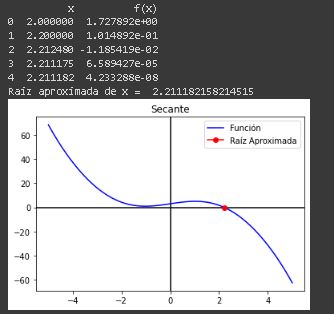 x f(x)
0 2.000000 1.727892e+00
1 2.200000 1.014892e-01
2 2.212480 -1.185419e-02
3 2.211175 6.589427e-05
4 2.211182 4.233288e-08
Raíz aproximada de x = 2.211182158214515
Secante
Función
Raíz Aproximada
60
40
20
0
−20
−40
−60
−4 −2 0 2 4